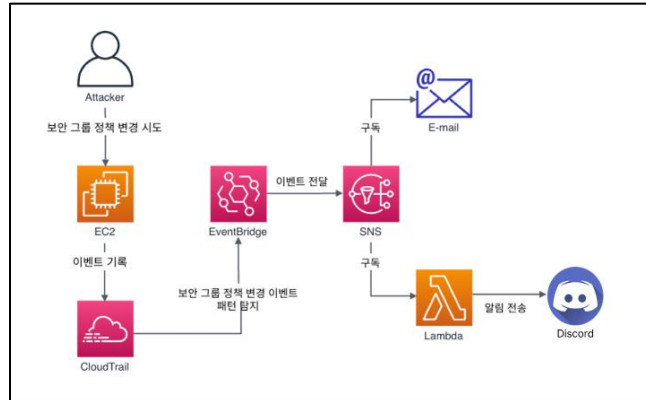 Attacker
보안 그룹 정책 변경 시도
EC2
이벤트 기록
CloudTrail
보안 그룹 정책 변경 이벤트
패턴 탐지
EventBridge
이벤트 전달
SNS
구독
E-mail
구독
Lambda
알림 전송
Discord